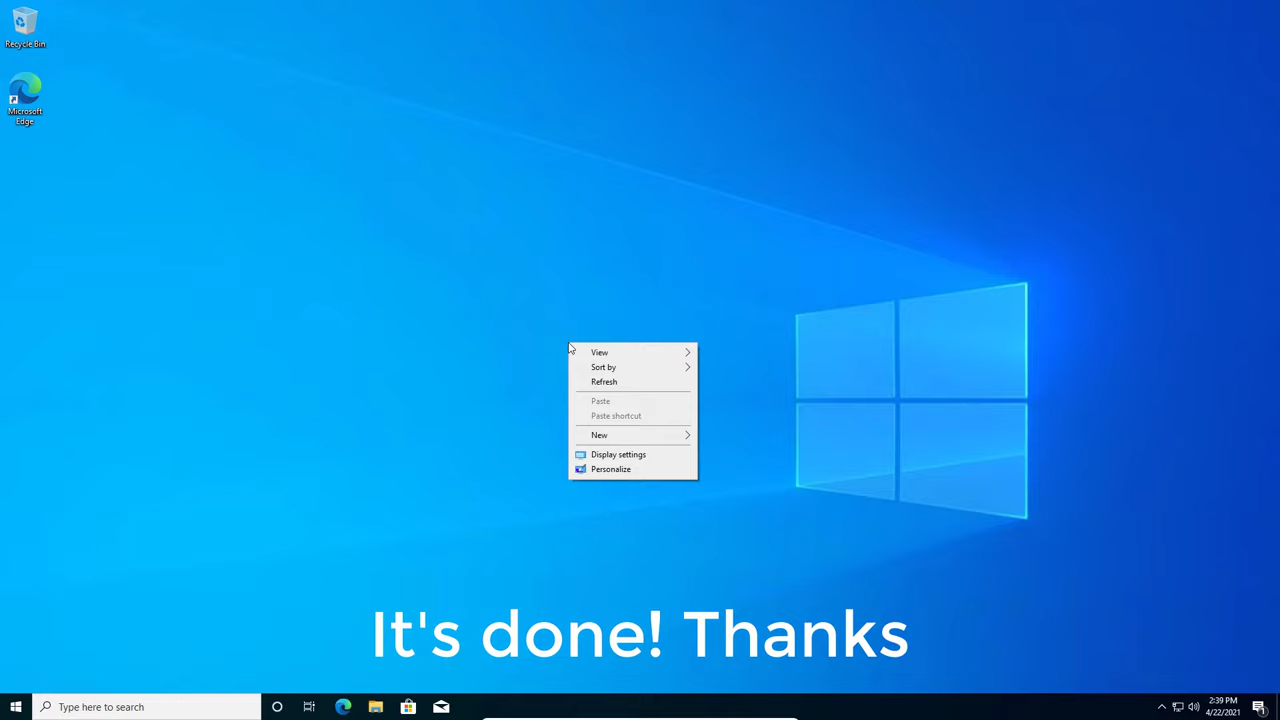 Recycle Bin
Microsoft
Edge
View
Sort by
Refresh
Paste
Paste shortcut
New
Display settings
Personalize
It's done! Thanks
Type here to search
2:39 PM
4/22/2021
1